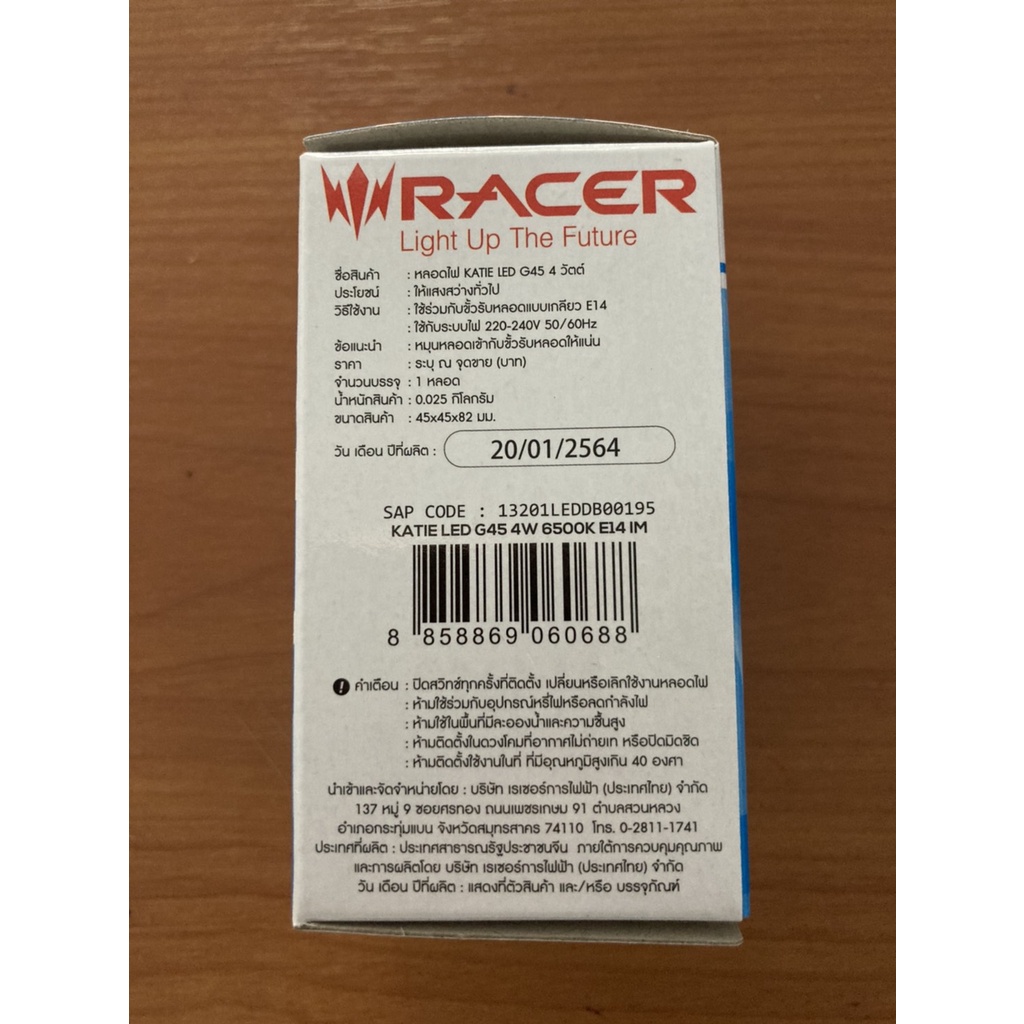 RACER
Light Up The Future
ชื่อสินค้า : หลอดไฟ KATIE LED G45 4 วัตต์
ประโยชน์ : ให้แสงสว่างทั่วไป
วิธีใช้งาน : ใช้ร่วมกับขั้วรับหลอดแบบเกลียว E14
: ใช้กับระบบไฟ 220-240V 50/60Hz
ข้อแนะนำ : หมุนหลอดเข้ากับขั้วรับหลอดให้แน่น
ราคา : ระบุ ณ จุดขาย (บาท)
จำนวนบรรจุ : 1 หลอด
น้ำหนักสินค้า : 0.025 กิโลกรัม
ขนาดสินค้า : 45x45x82 มม.
วัน เดือน ปีที่ผลิต : 20/01/2564
SAP CODE : 13201LEDDB00195
KATIE LED G45 4W 6500K E14 IM
8 858869 060688
! คำเตือน : ปิดสวิทช์ทุกครั้งที่ติดตั้ง เปลี่ยนหรือเลิกใช้งานหลอดไฟ
: ห้ามใช้ร่วมกับอุปกรณ์หรี่ไฟหรือลดกำลังไฟ
: ห้ามใช้ในพื้นที่มีละอองน้ำและความชื้นสูง
: ห้ามติดตั้งในดวงโคมที่อากาศไม่ถ่ายเท หรือปิดมิดชิด
: ห้ามติดตั้งใช้งานในที่ ที่มีอุณหภูมิสูงเกิน 40 องศา
นำเข้าและจัดจำหน่ายโดย : บริษัท เรเซอร์การไฟฟ้า (ประเทศไทย) จำกัด
137 หมู่ 9 ซอยศรทอง ถนนเพชรเกษม 91 ตำบลสวนหลวง
อำเภอกระทุ่มแบน จังหวัดสมุทรสาคร 74110 โทร. 0-2811-1741
ประเทศที่ผลิต : ประเทศสาธารณรัฐประชาชนจีน ภายใต้การควบคุมคุณภาพ
และการผลิตโดย บริษัท เรเซอร์การไฟฟ้า (ประเทศไทย) จำกัด
วัน เดือน ปีที่ผลิต : แสดงที่ตัวสินค้า และ/หรือ บรรจุภัณฑ์